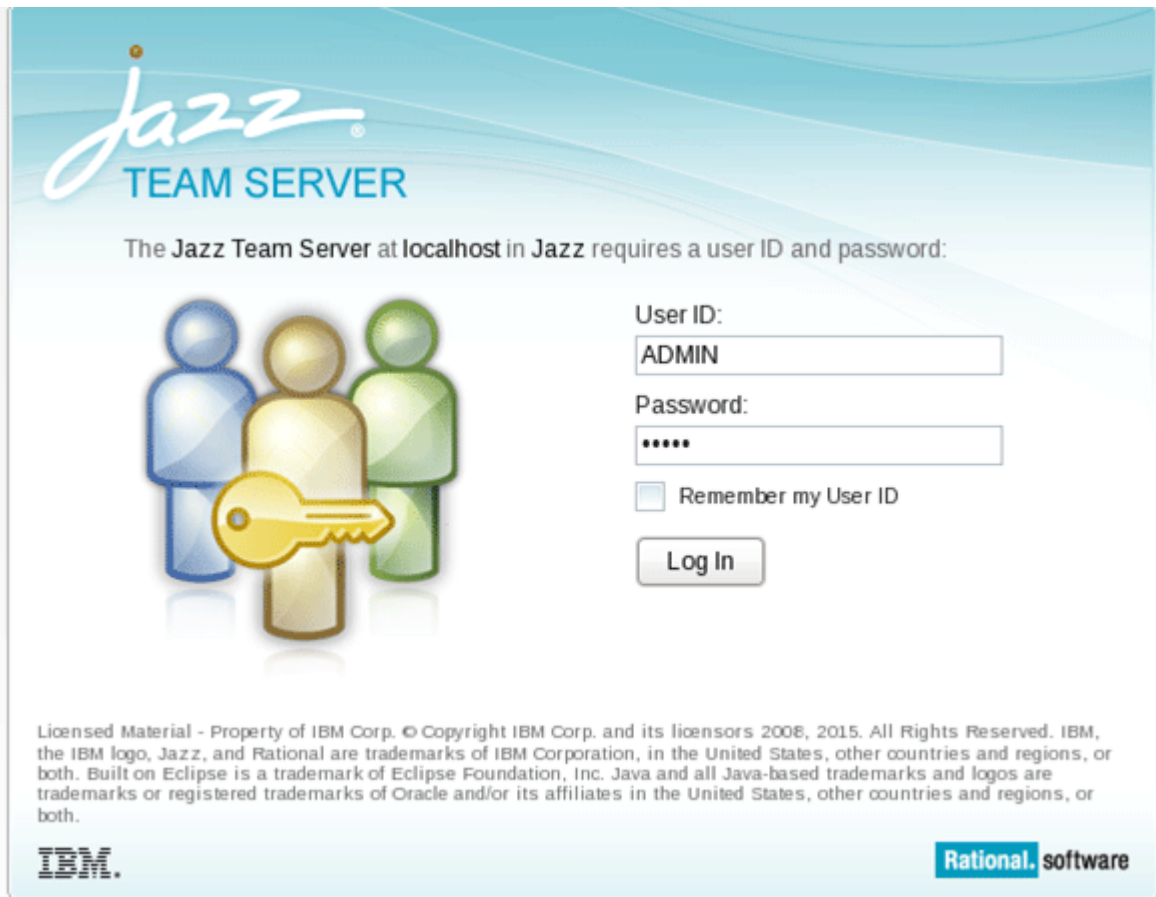 jazz®
TEAM SERVER
The Jazz Team Server at localhost in Jazz requires a user ID and password:
User ID:
ADMIN
Password:
•••••
Remember my User ID
Log In
Licensed Material - Property of IBM Corp. © Copyright IBM Corp. and its licensors 2008, 2015. All Rights Reserved. IBM,
the IBM logo, Jazz, and Rational are trademarks of IBM Corporation, in the United States, other countries and regions, or
both. Built on Eclipse is a trademark of Eclipse Foundation, Inc. Java and all Java-based trademarks and logos are
trademarks or registered trademarks of Oracle and/or its affiliates in the United States, other countries and regions, or
both.
IBM.
Rational. software